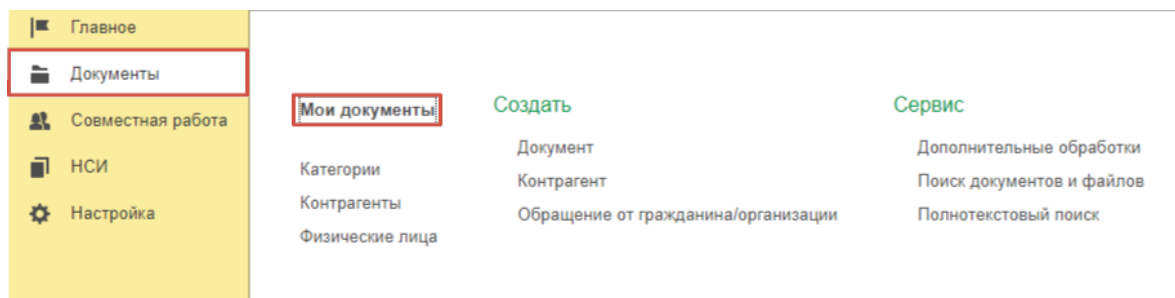 Главное
Документы
Совместная работа
НСИ
Настройка
Мои документы
Категории
Контрагенты
Физические лица
Создать
Документ
Контрагент
Обращение от гражданина/организации
Сервис
Дополнительные обработки
Поиск документов и файлов
Полнотекстовый поиск